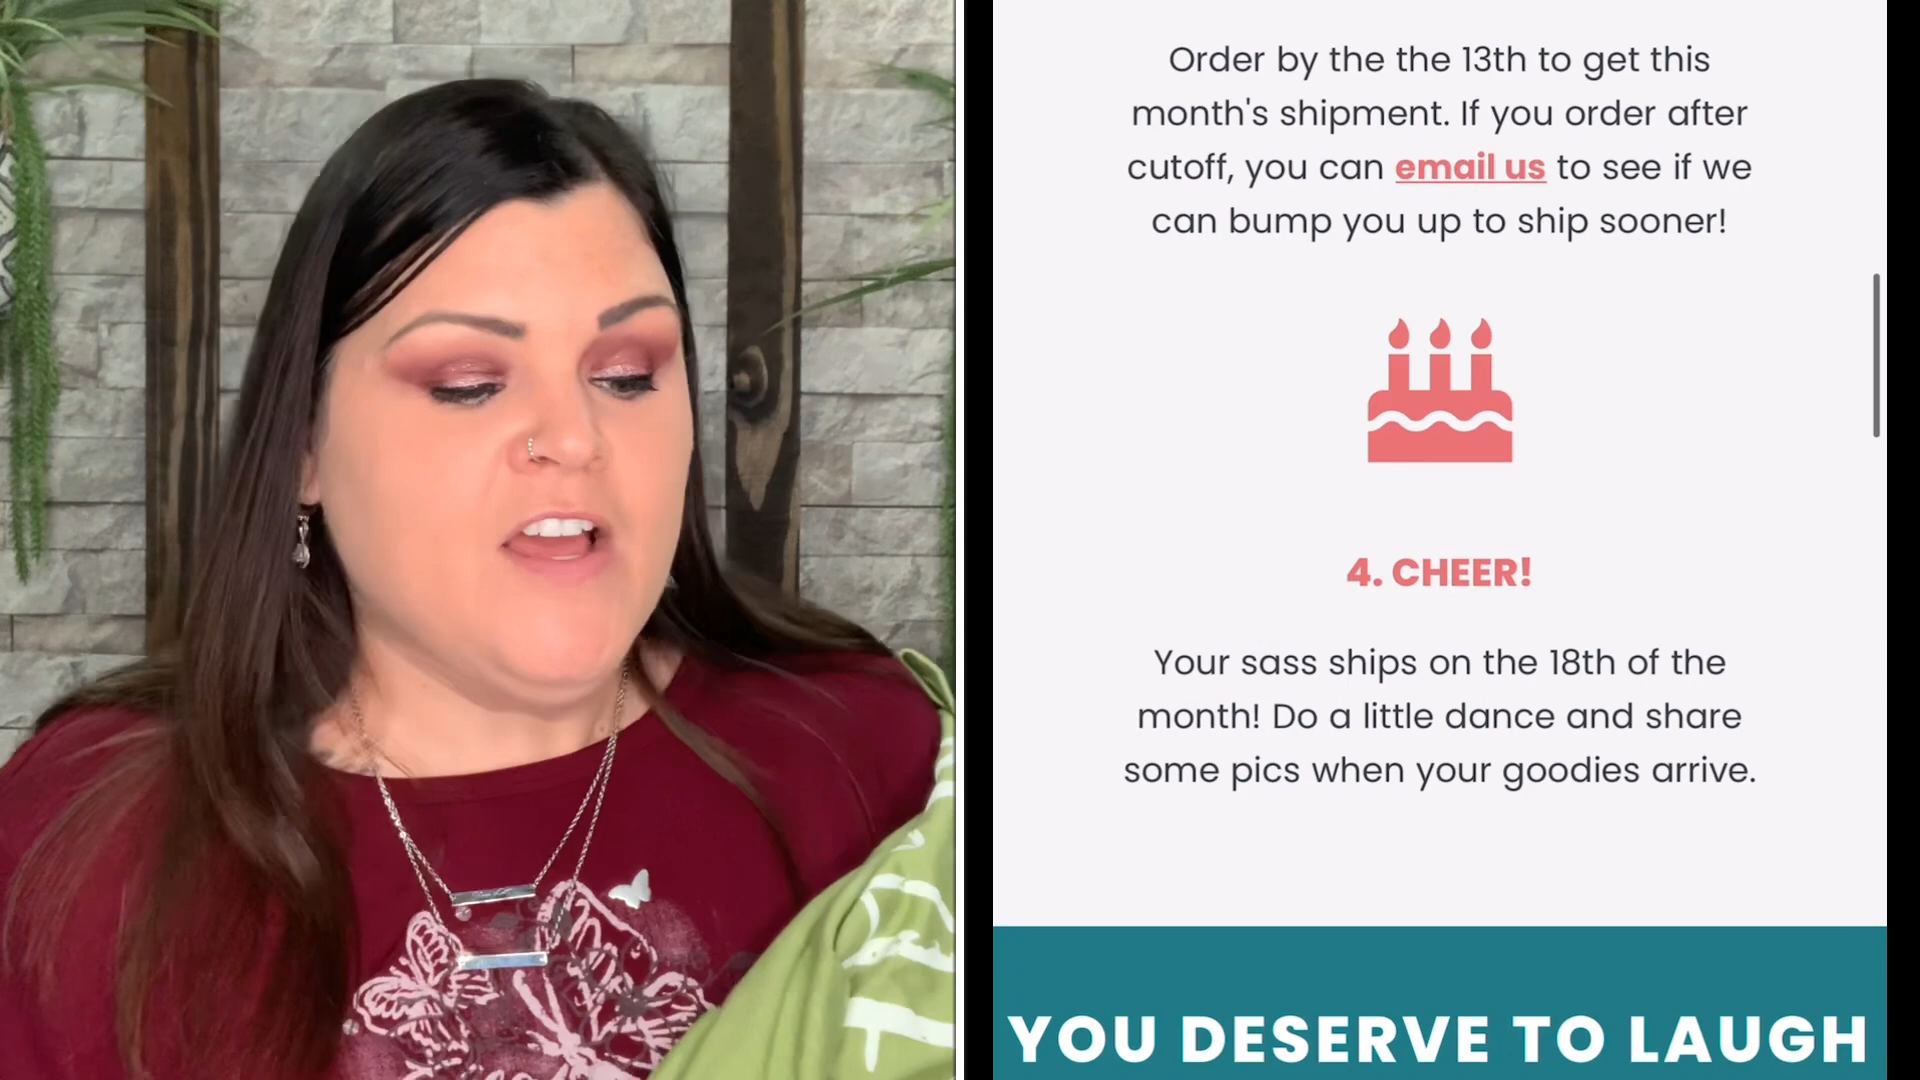 Order by the the 13th to get this
month's shipment. If you order after
cutoff, you can email us to see if we
can bump you up to ship sooner!
4. CHEER!
Your sass ships on the 18th of the
month! Do a little dance and share
some pics when your goodies arrive.
YOU DESERVE TO LAUGH